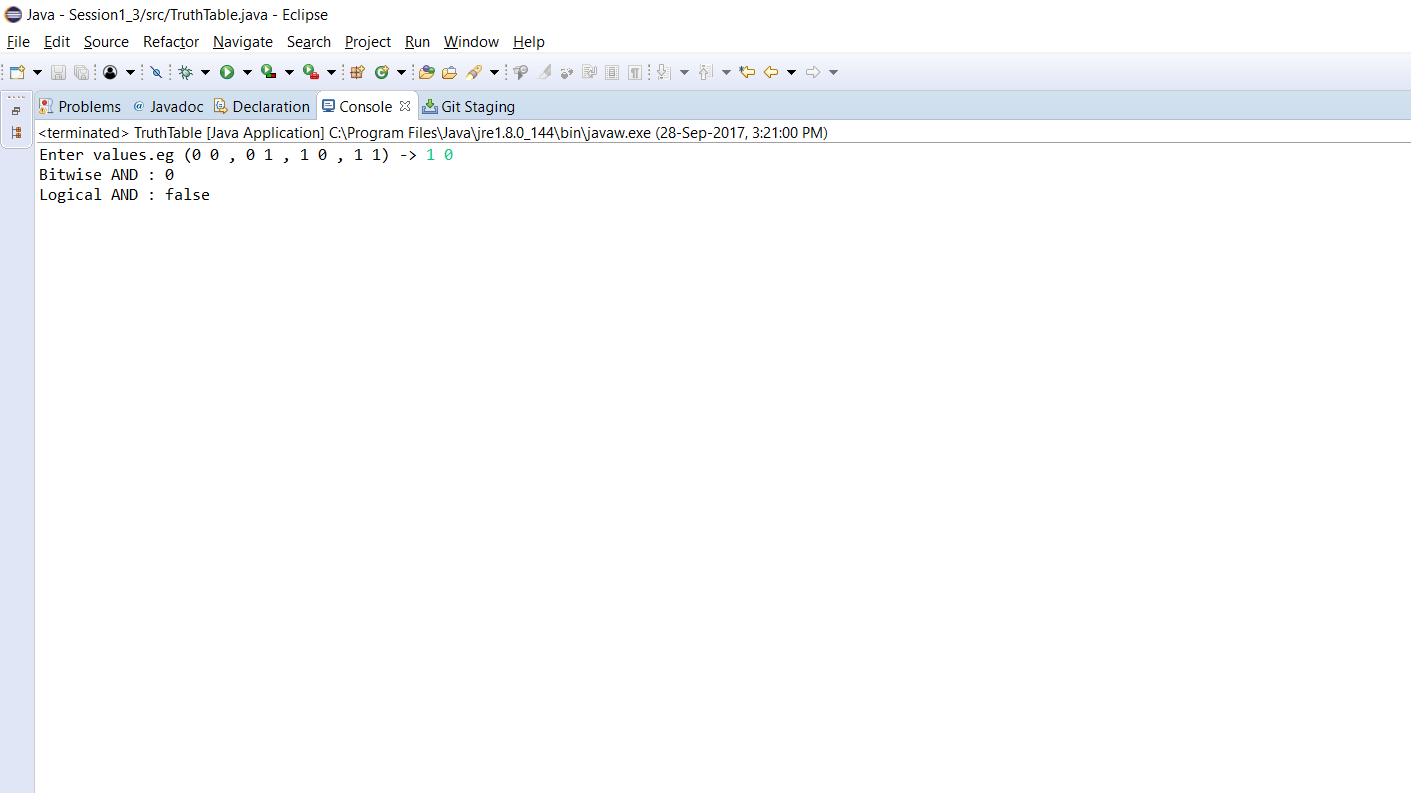 Java - Session1_3/src/TruthTable.java - Eclipse
File Edit Source Refactor Navigate Search Project Run Window Help
Problems @ Javadoc Declaration Console Git Staging
<terminated> TruthTable [Java Application] C:\Program Files\Java\jre1.8.0_144\bin\javaw.exe (28-Sep-2017, 3:21:00 PM)
Enter values.eg (0 0 , 0 1 , 1 0 , 1 1) -> 1 0
Bitwise AND : 0
Logical AND : false